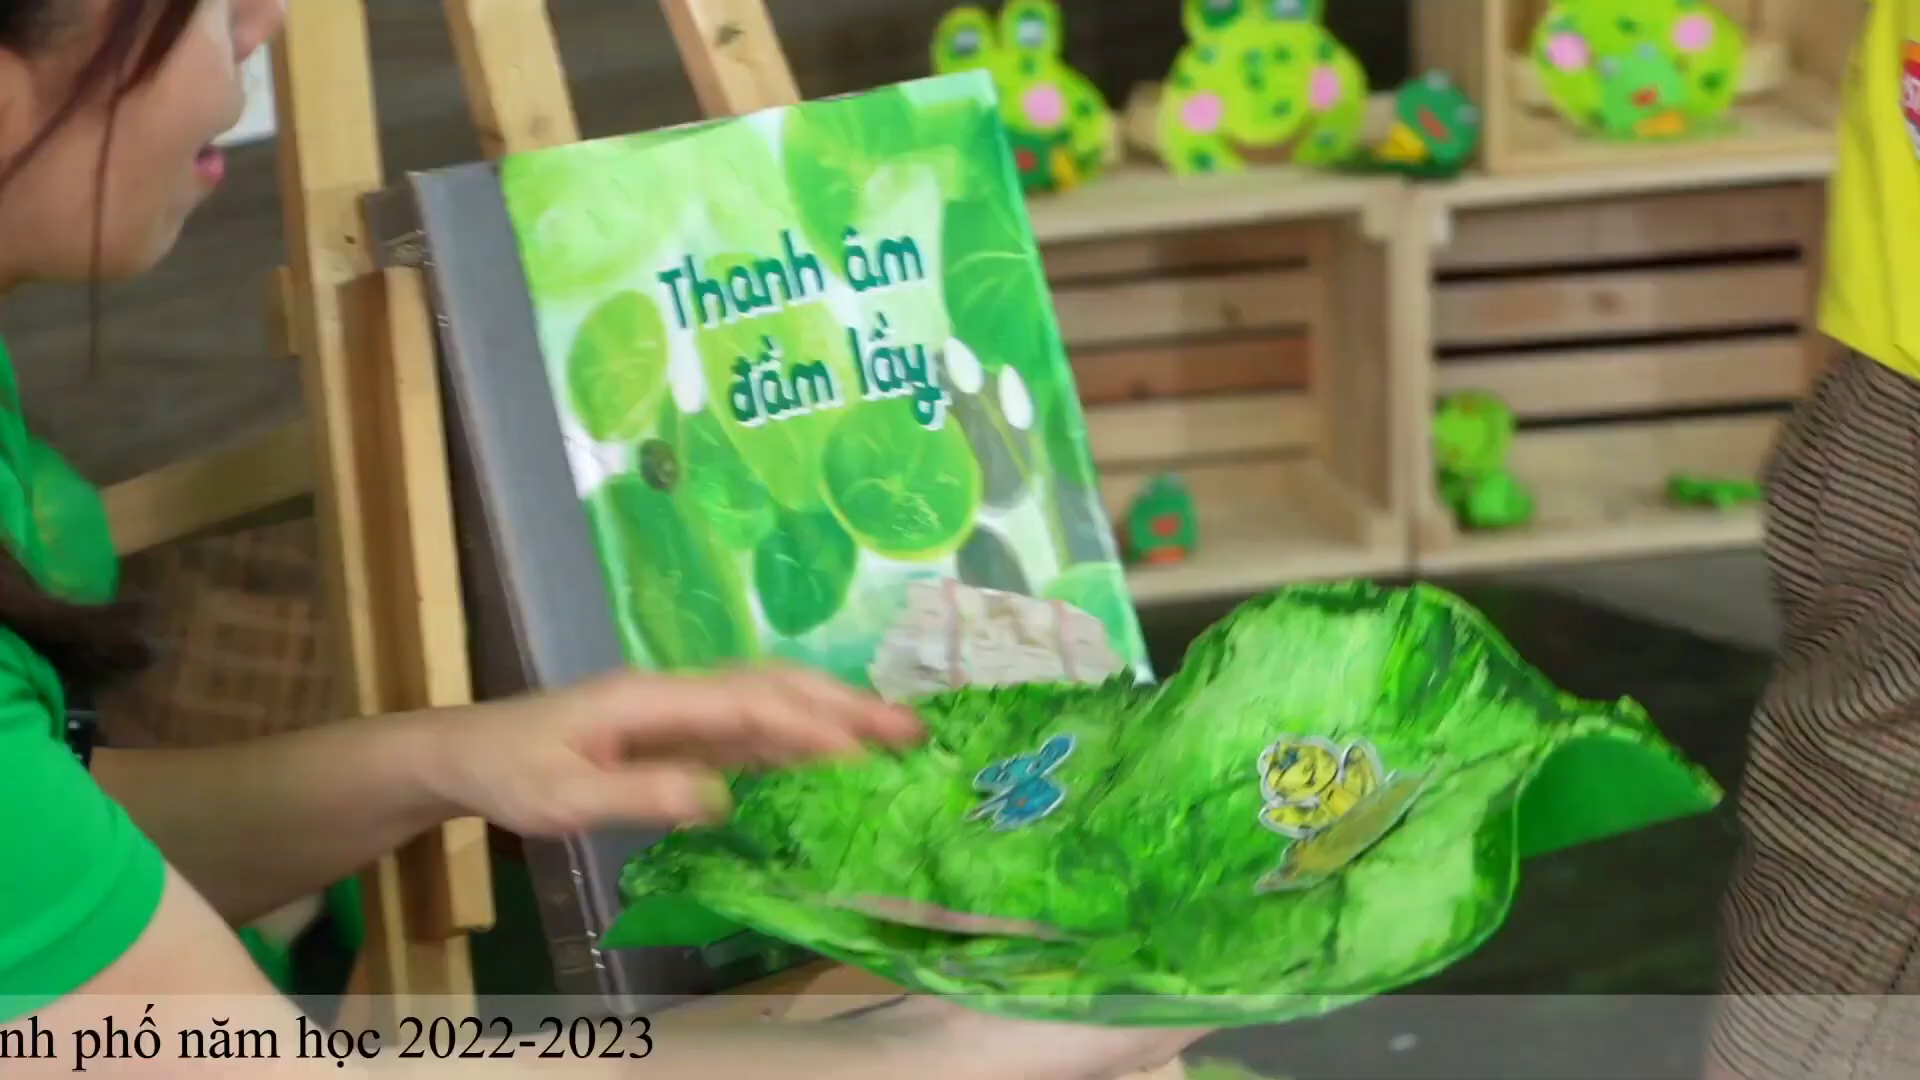 Thanh âm
đầm lầy
nh phố năm học 2022-2023